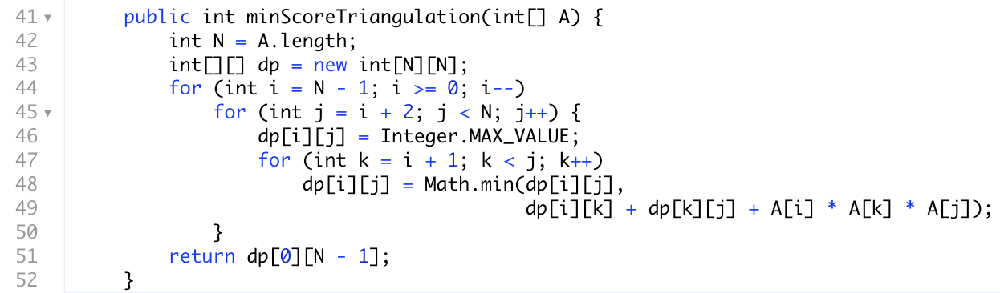 41 ▾ public int minScoreTriangulation(int[] A) {
42 int N = A.length;
43 int[][] dp = new int[N][N];
44 for (int i = N - 1; i >= 0; i--)
45 ▾ for (int j = i + 2; j < N; j++) {
46 dp[i][j] = Integer.MAX_VALUE;
47 for (int k = i + 1; k < j; k++)
48 dp[i][j] = Math.min(dp[i][j],
49 dp[i][k] + dp[k][j] + A[i] * A[k] * A[j]);
50 }
51 return dp[0][N - 1];
52 }